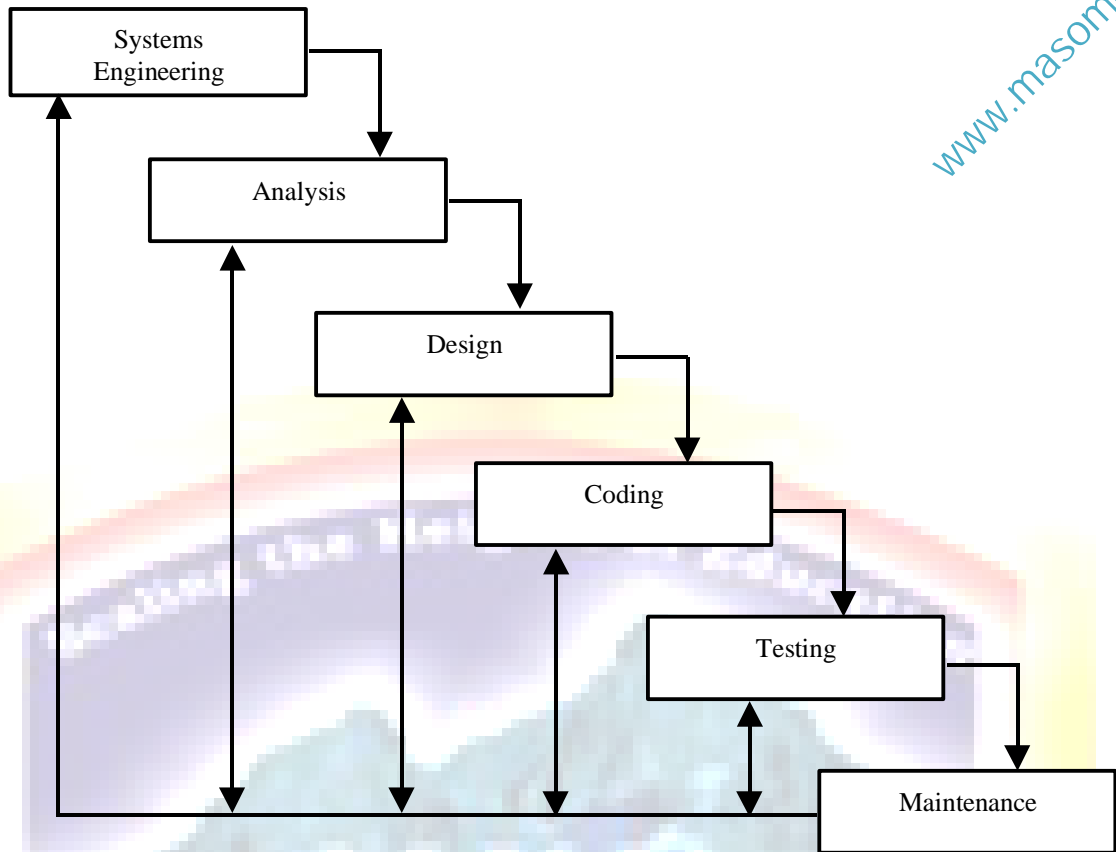 Systems
Engineering
www.masom
Analysis
Design
Coding
Testing
Maintenance